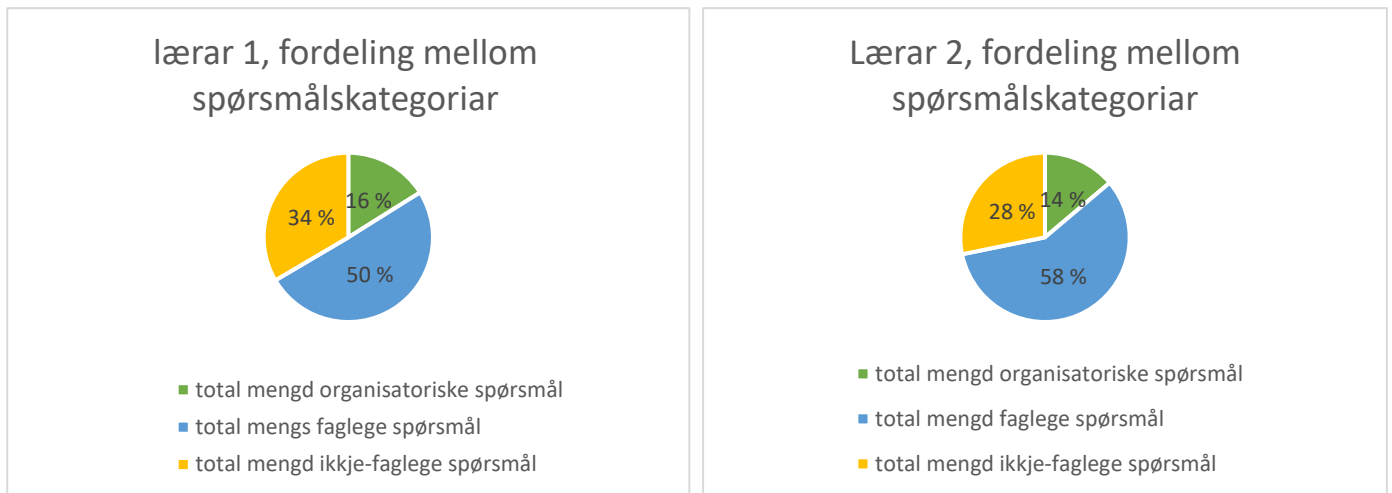 lærar 1, fordeling mellom
spørsmålskategoriar
16 %
34 %
50 %
total mengd organisatoriske spørsmål
total mengs faglege spørsmål
total mengd ikkje-faglege spørsmål
Lærar 2, fordeling mellom
spørsmålskategoriar
14 %
28 %
58 %
total mengd organisatoriske spørsmål
total mengd faglege spørsmål
total mengd ikkje-faglege spørsmål